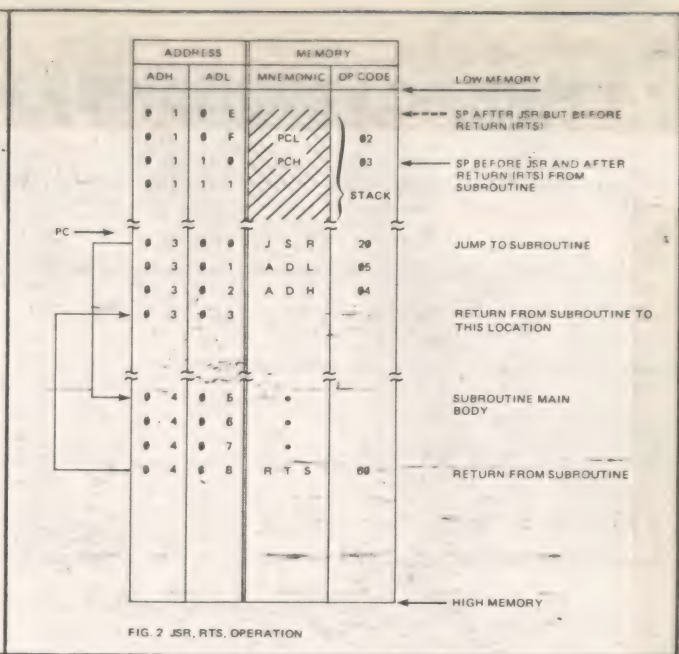 ADDRESS MEMORY
ADH ADL MNEMONIC OP CODE
LOW MEMORY
0 1 0 E SP AFTER JSR BUT BEFORE
RETURN (RTS)
0 1 0 F PCL 02
0 1 1 0 PCH 03 SP BEFORE JSR AND AFTER
RETURN (RTS) FROM
SUBROUTINE
0 1 1 1
STACK
PC
0 3 0 0 J S R 20 JUMP TO SUBROUTINE
0 3 0 1 A D L 05
0 3 0 2 A D H 04
0 3 0 3 RETURN FROM SUBROUTINE TO
THIS LOCATION
0 4 0 5 • SUBROUTINE MAIN
BODY
0 4 0 6 •
0 4 0 7 •
0 4 0 8 R T S 60 RETURN FROM SUBROUTINE
HIGH MEMORY
FIG. 2 JSR, RTS, OPERATION